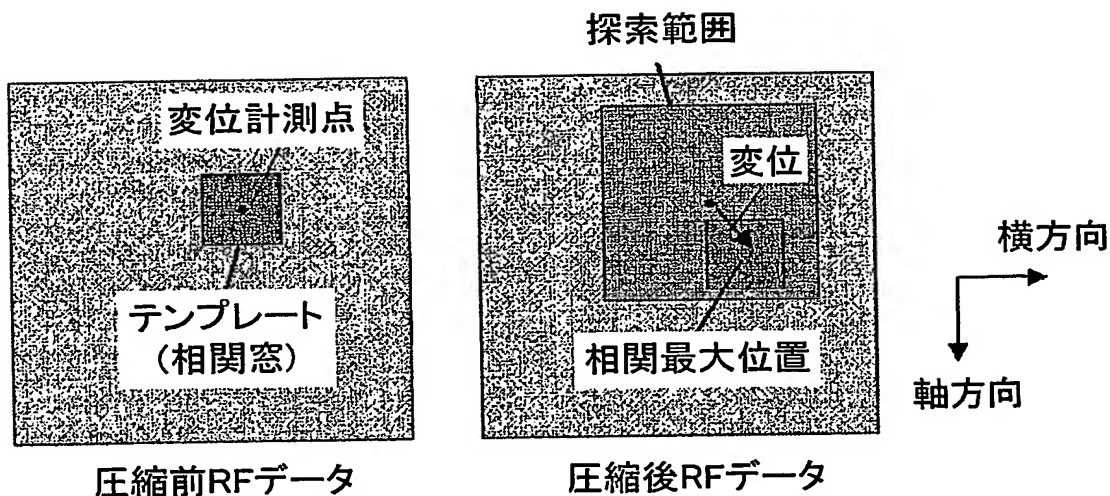 探索範囲
変位計測点
変位
テンプレート
(相関窓)
相関最大位置
横方向
軸方向
圧縮前RFデータ
圧縮後RFデータ